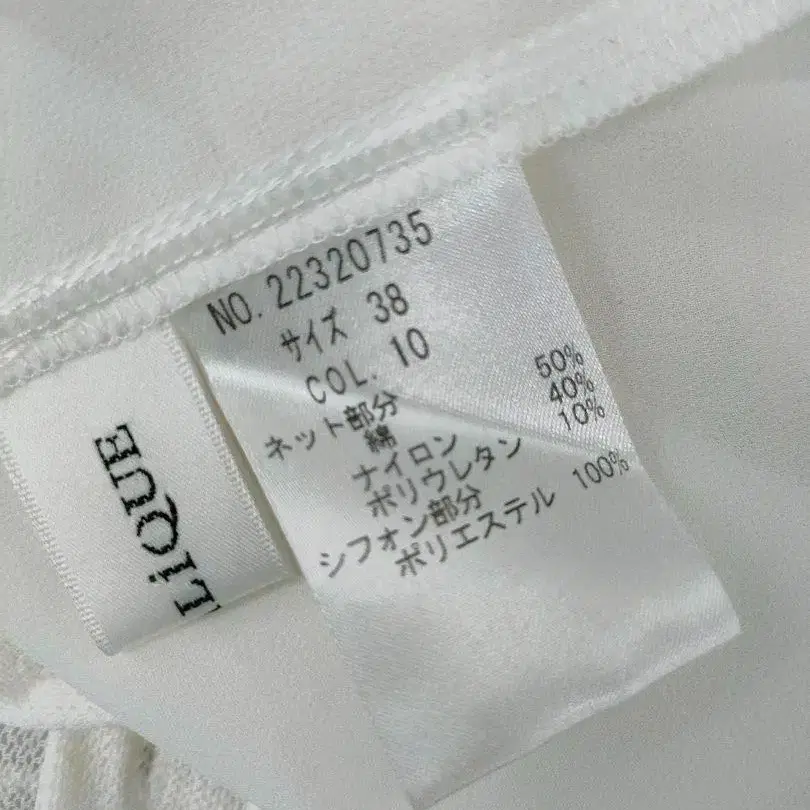 NO. 22320735
サイズ 38
COL. 10
ネット部分
綿 50%
ナイロン 40%
ポリウレタン 10%
シフォン部分
ポリエステル 100%
LiQUE